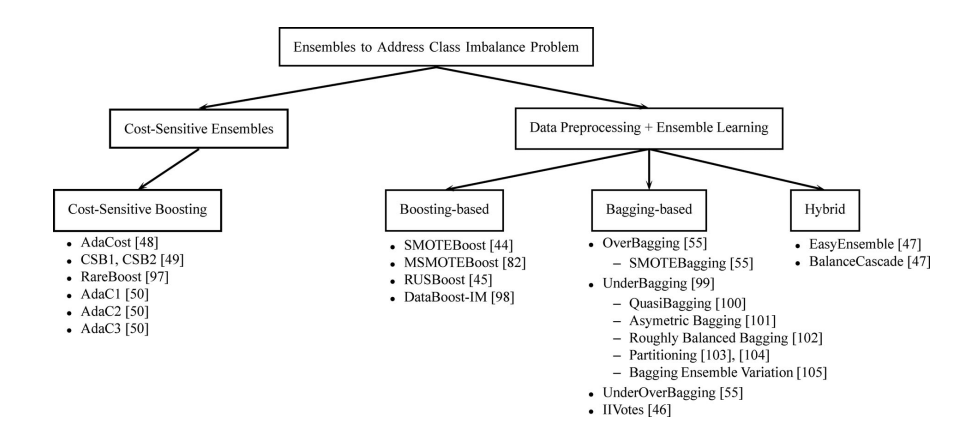 Ensembles to Address Class Imbalance Problem
Cost-Sensitive Ensembles
Data Preprocessing + Ensemble Learning
Cost-Sensitive Boosting
• AdaCost [48]
• CSB1, CSB2 [49]
• RareBoost [97]
• AdaC1 [50]
• AdaC2 [50]
• AdaC3 [50]
Boosting-based
• SMOTEBoost [44]
• MSMOTEBoost [82]
• RUSBoost [45]
• DataBoost-IM [98]
Bagging-based
• OverBagging [55]
– SMOTEBagging [55]
• UnderBagging [99]
– QuasiBagging [100]
– Asymetric Bagging [101]
– Roughly Balanced Bagging [102]
– Partitioning [103], [104]
– Bagging Ensemble Variation [105]
• UnderOverBagging [55]
• IIVotes [46]
Hybrid
• EasyEnsemble [47]
• BalanceCascade [47]